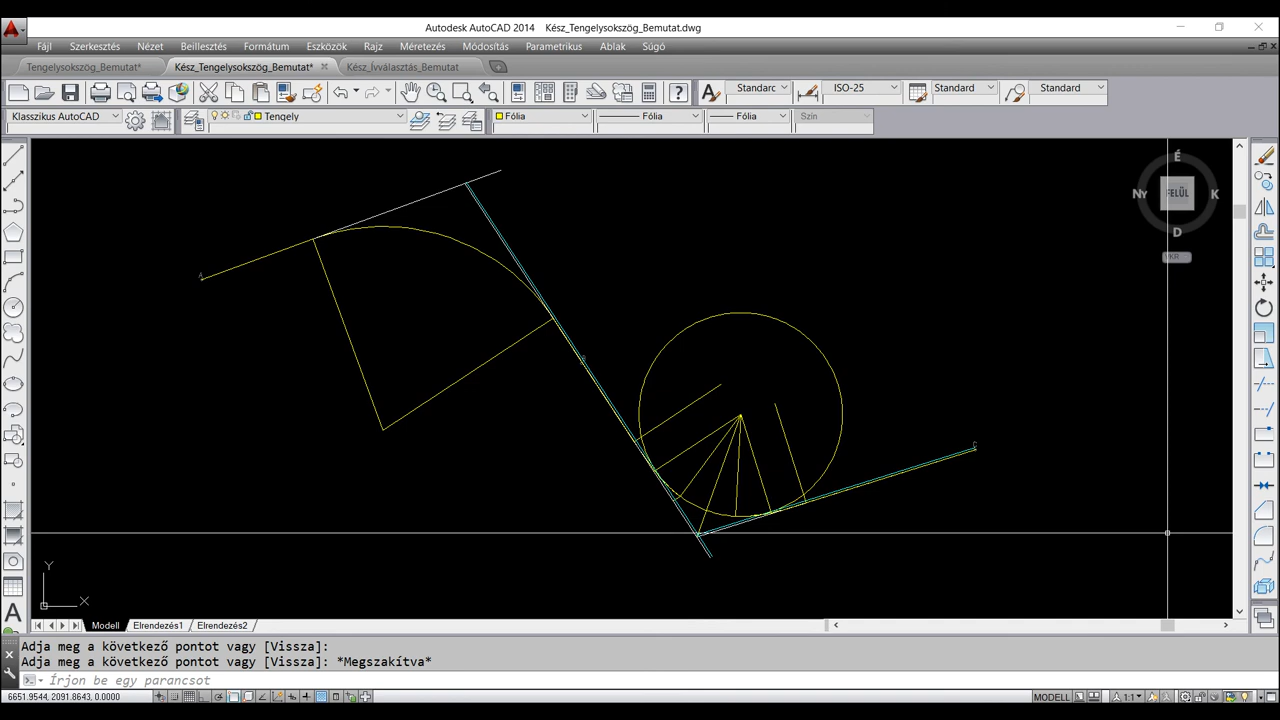 Autodesk AutoCAD 2014 Kész_Tengelysokszög_Bemutat.dwg
Fájl Szerkesztés Nézet Beillesztés Formátum Eszközök Rajz Méretezés Módosítás Parametrikus Ablak Súgó
Tengelysokszög_Bemutat* Kész_Tengelysokszög_Bemutat* Kész_Ívválasztás_Bemutat
Standarc ISO-25 Standard Standard
Klasszikus AutoCAD Tengely Fólia Fólia Fólia Szín
É
Ny FELÜL K
D
VKR
A
B
C
Y
X
Modell Elrendezés1 Elrendezés2
Adja meg a következő pontot vagy [Vissza]:
Adja meg a következő pontot vagy [Vissza]: *Megszakítva*
Írjon be egy parancsot
6651.9544, 2091.8643, 0.0000 MODELL 1:1